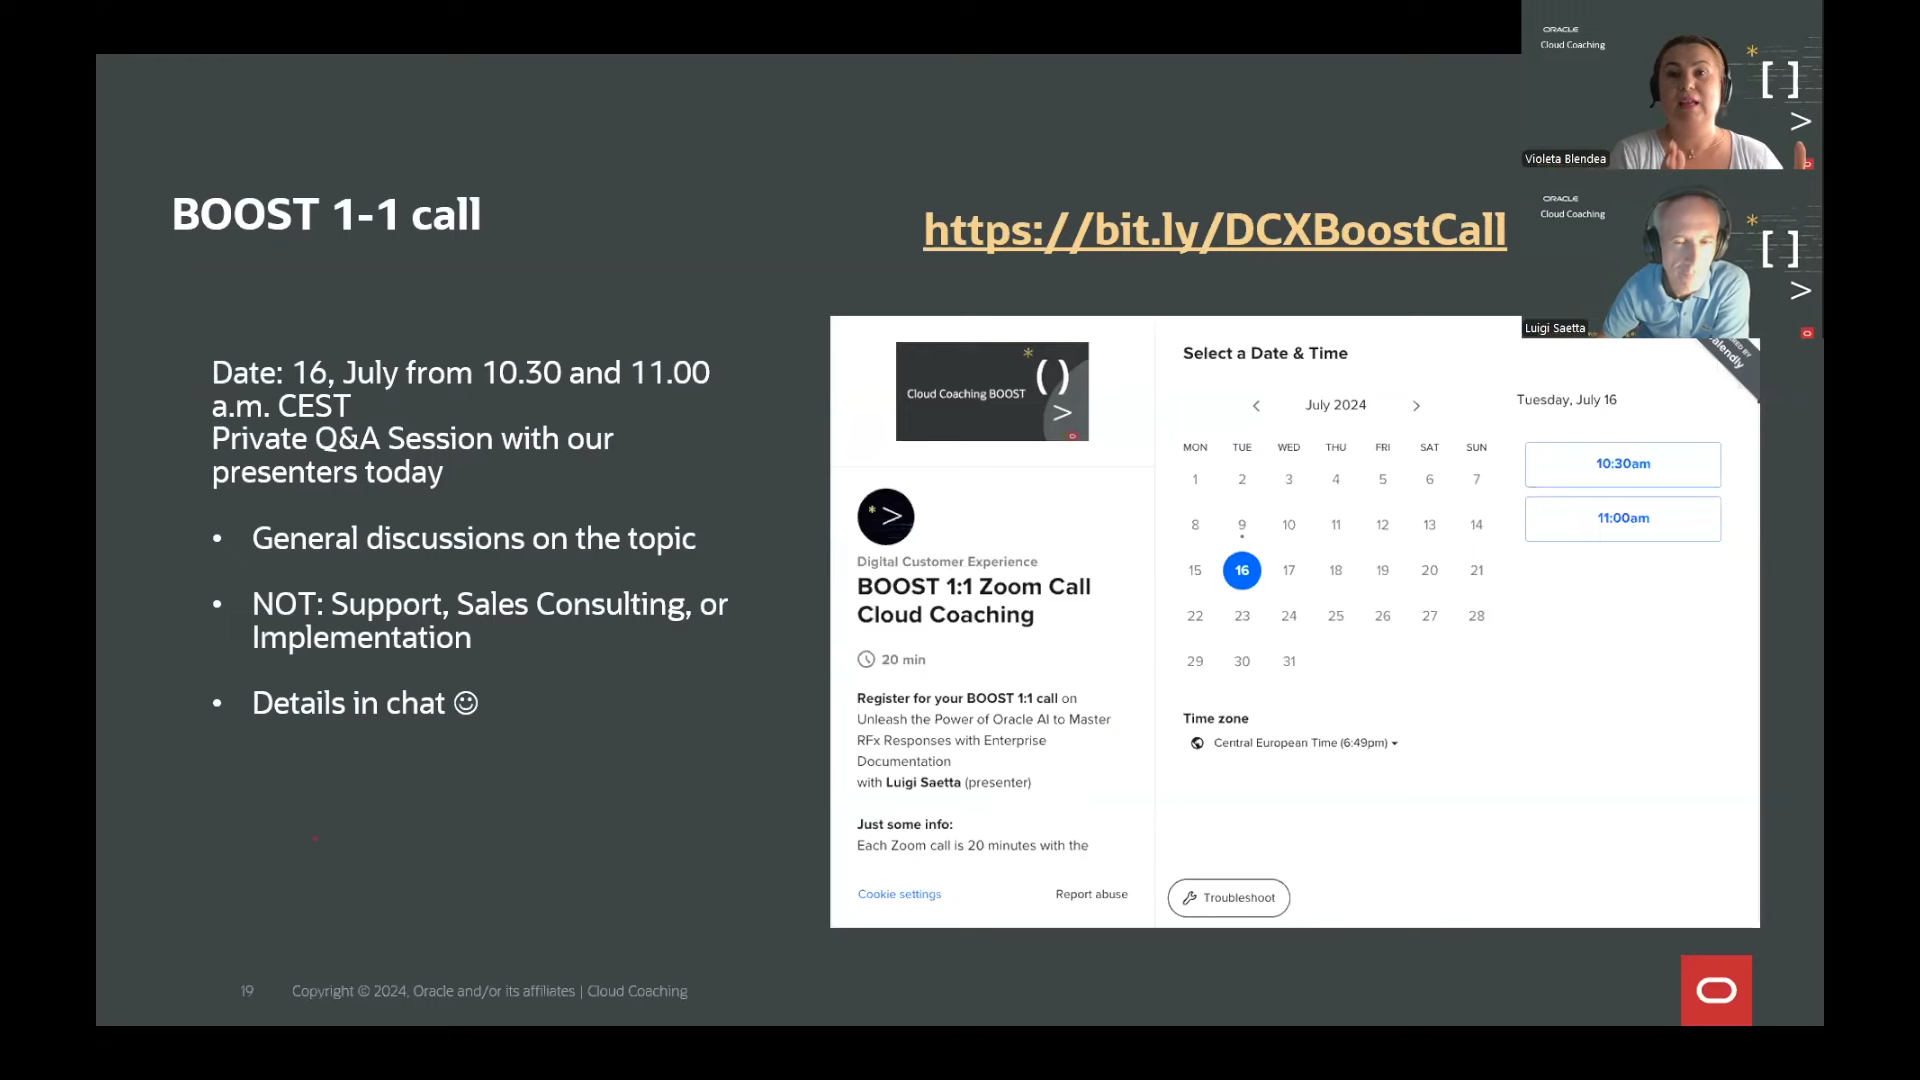 ORACLE
Cloud Coaching
*
[ ]
>
Violeta Blendea
ORACLE
Cloud Coaching
*
[ ]
>
Luigi Saetta
BOOST 1-1 call
https://bit.ly/DCXBoostCall
Date: 16, July from 10.30 and 11.00
a.m. CEST
Private Q&A Session with our
presenters today
• General discussions on the topic
• NOT: Support, Sales Consulting, or
Implementation
• Details in chat ☺
Cloud Coaching BOOST
*
( )
>
* >
Digital Customer Experience
BOOST 1:1 Zoom Call
Cloud Coaching
20 min
Register for your BOOST 1:1 call on
Unleash the Power of Oracle AI to Master
RFx Responses with Enterprise
Documentation
with Luigi Saetta (presenter)
Just some info:
Each Zoom call is 20 minutes with the
Cookie settings
Report abuse
Select a Date & Time
< July 2024 >
MON TUE WED THU FRI SAT SUN
1 2 3 4 5 6 7
8 9 10 11 12 13 14
15 16 17 18 19 20 21
22 23 24 25 26 27 28
29 30 31
Time zone
Central European Time (6:49pm)
Troubleshoot
Tuesday, July 16
10:30am
11:00am
19 Copyright © 2024, Oracle and/or its affiliates | Cloud Coaching